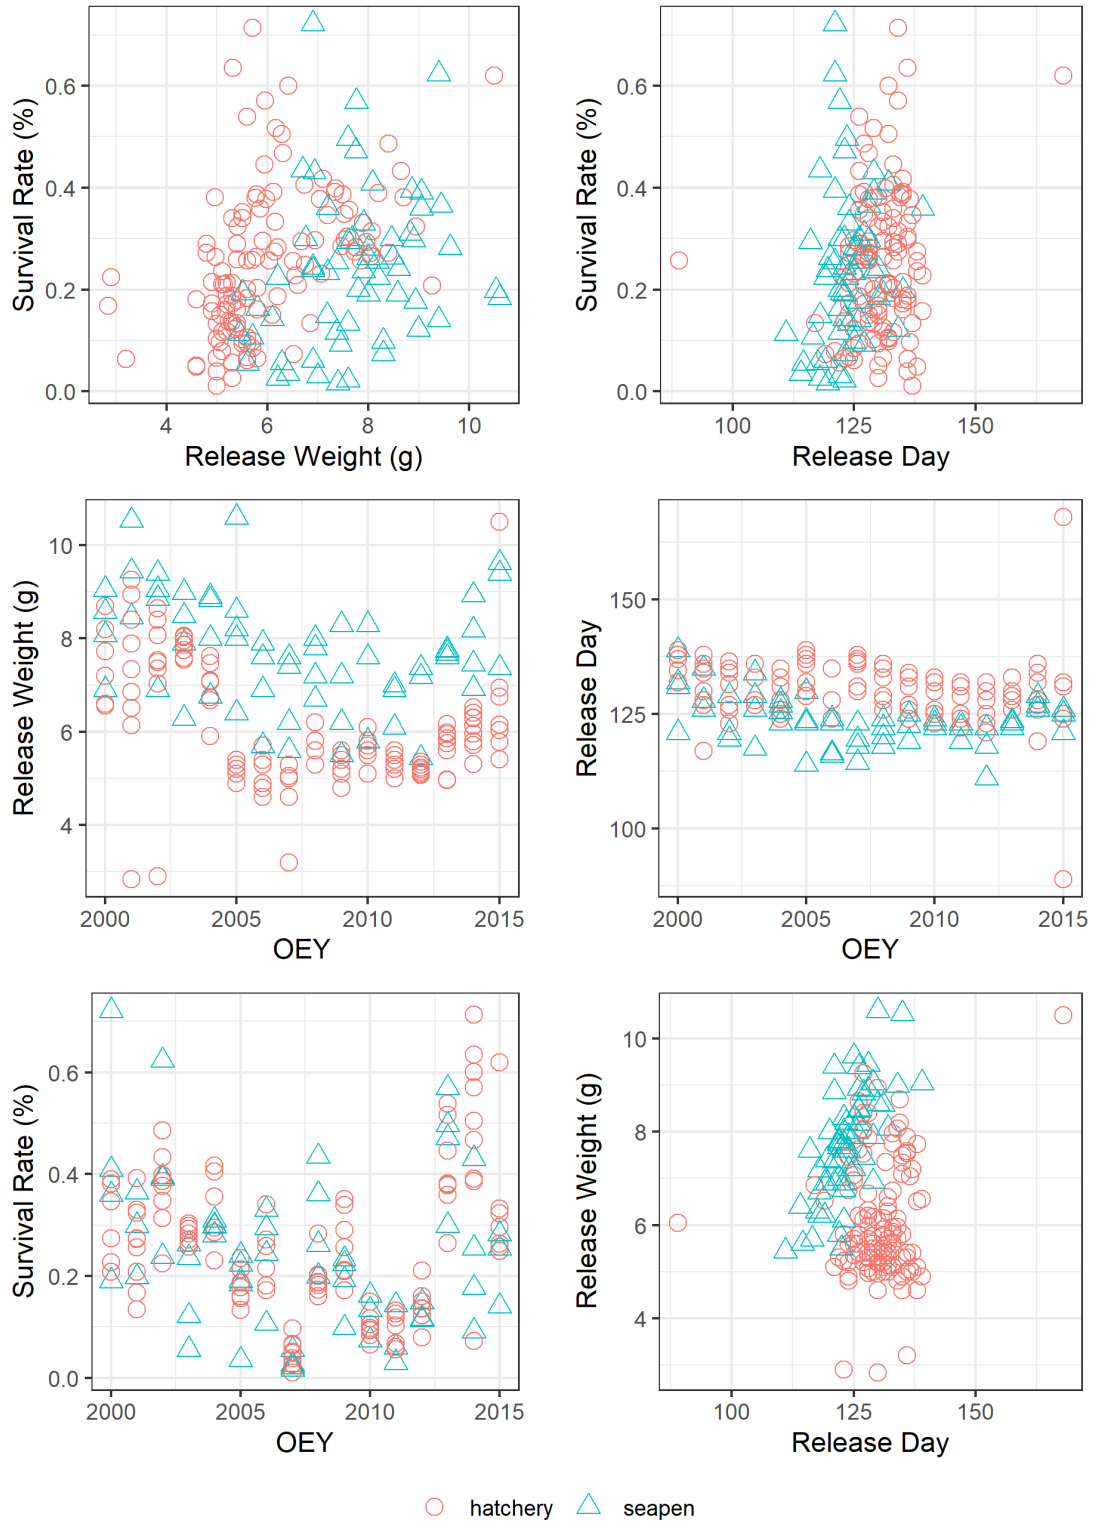 Survival Rate (%)
0.6
0.4
0.2
0.0
4 6 8 10
Release Weight (g)
Survival Rate (%)
0.6
0.4
0.2
0.0
100 125 150
Release Day
Release Weight (g)
10
8
6
4
2000 2005 2010 2015
OEY
Release Day
150
125
100
2000 2005 2010 2015
OEY
Survival Rate (%)
0.6
0.4
0.2
0.0
2000 2005 2010 2015
OEY
Release Weight (g)
10
8
6
4
100 125 150
Release Day
hatchery seapen